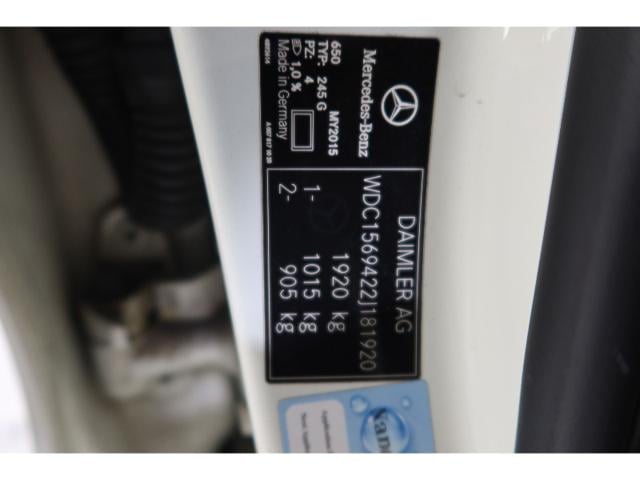 Mercedes-Benz
650 MY2015
TYP: 245 G
PZ: 4
1,0 %
Made in Germany
DAIMLER AG
WDC1569422J181920
1920 kg
1- 1015 kg
2- 905 kg